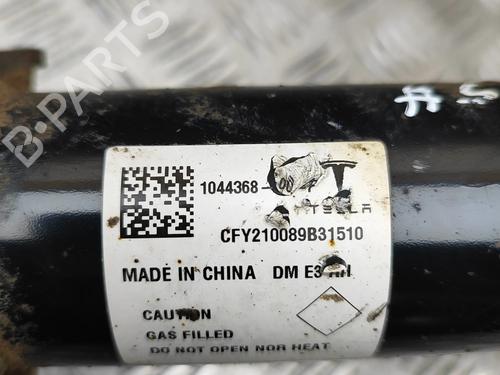 B-PARTS
1044368-00
TESLA
CFY210089B31510
MADE IN CHINA DM E3
CAUTION
GAS FILLED
DO NOT OPEN NOR HEAT